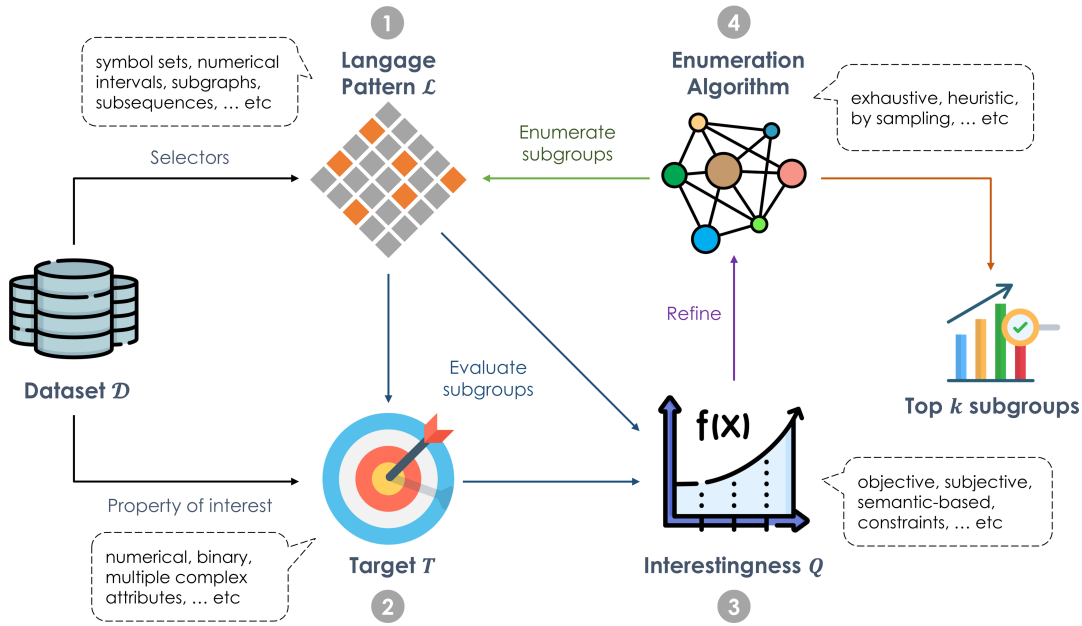 1
Langage
Pattern ℒ
symbol sets, numerical
intervals, subgraphs,
subsequences, … etc
Selectors
4
Enumeration
Algorithm
exhaustive, heuristic,
by sampling, … etc
Enumerate
subgroups
Dataset 𝒟
Refine
Evaluate
subgroups
Top k subgroups
Property of interest
numerical, binary,
multiple complex
attributes, … etc
Target T
2
f(X)
objective, subjective,
semantic-based,
constraints, … etc
Interestingness Q
3